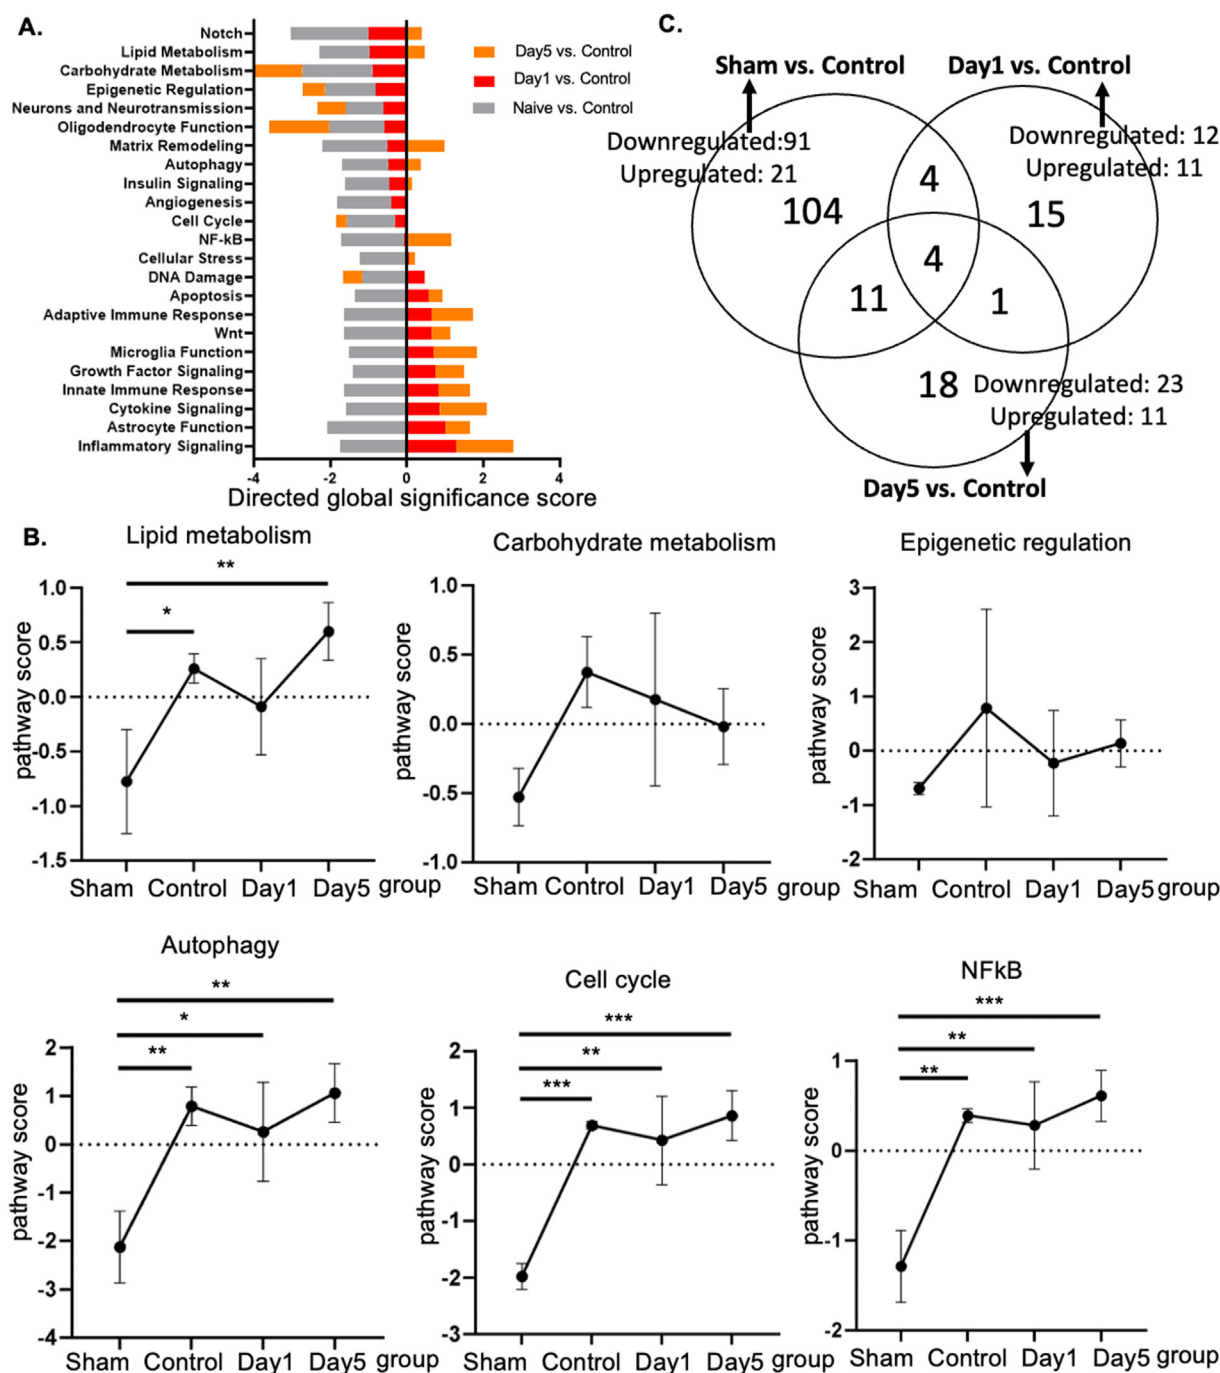 A.
Notch
Lipid Metabolism
Carbohydrate Metabolism
Epigenetic Regulation
Neurons and Neurotransmission
Oligodendrocyte Function
Matrix Remodeling
Autophagy
Insulin Signaling
Angiogenesis
Cell Cycle
NF-kB
Cellular Stress
DNA Damage
Apoptosis
Adaptive Immune Response
Wnt
Microglia Function
Growth Factor Signaling
Innate Immune Response
Cytokine Signaling
Astrocyte Function
Inflammatory Signaling
-4 -2 0 2 4
Directed global significance score
Day5 vs. Control
Day1 vs. Control
Naive vs. Control
C.
Sham vs. Control
Day1 vs. Control
Downregulated:91
Upregulated: 21
Downregulated: 12
Upregulated: 11
104
4
15
4
11
1
18
Downregulated: 23
Upregulated: 11
Day5 vs. Control
B.
Lipid metabolism
**
*
1.0
0.5
0.0
-0.5
-1.0
-1.5
pathway score
Sham Control Day1 Day5 group
Carbohydrate metabolism
1.0
0.5
0.0
-0.5
-1.0
pathway score
Sham Control Day1 Day5 group
Epigenetic regulation
3
2
1
0
-1
-2
pathway score
Sham Control Day1 Day5 group
Autophagy
**
*
**
2
1
0
-1
-2
-3
-4
pathway score
Sham Control Day1 Day5 group
Cell cycle
***
**
***
2
1
0
-1
-2
-3
pathway score
Sham Control Day1 Day5 group
NFkB
***
**
**
1
0
-1
-2
pathway score
Sham Control Day1 Day5 group